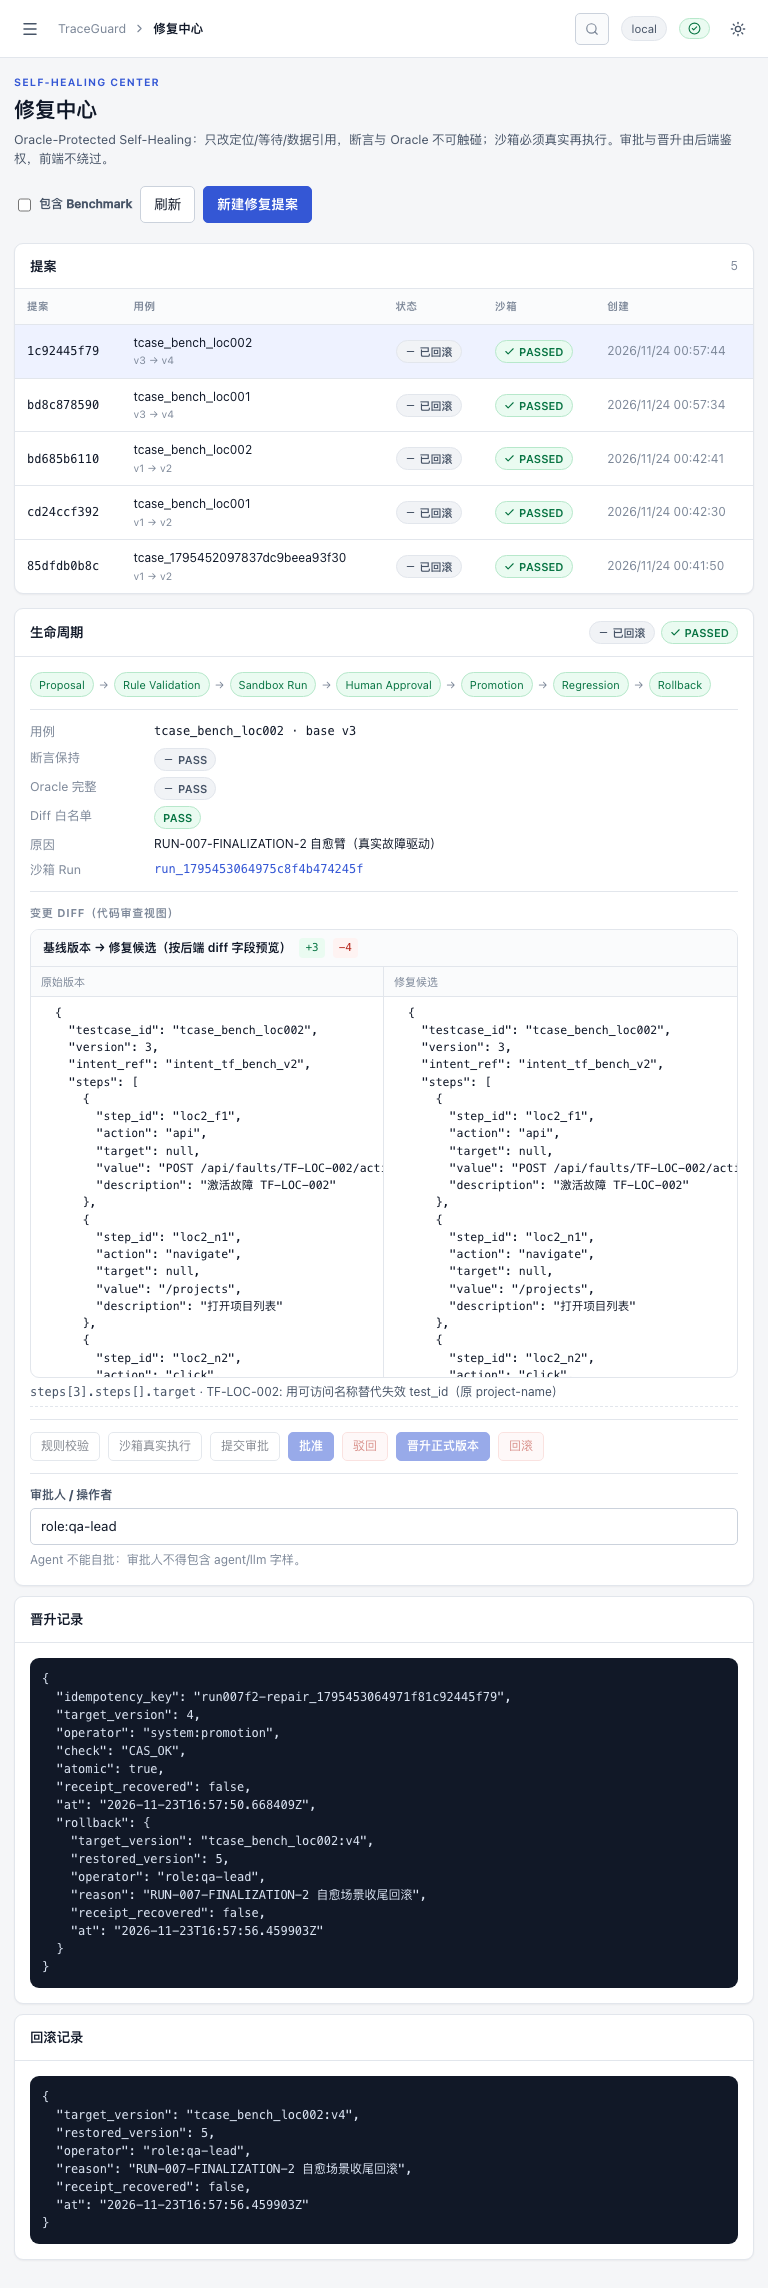 TraceGuard > 修复中心
local
SELF-HEALING CENTER
修复中心
Oracle-Protected Self-Healing：只改定位/等待/数据引用，断言与 Oracle 不可触碰；沙箱必须真实再执行。审批与晋升由后端鉴
权，前端不绕过。
包含 Benchmark 刷新 新建修复提案
提案 5
提案 用例 状态 沙箱 创建
1c92445f79 tcase_bench_loc002 — 已回滚 ✓ PASSED 2026/11/24 00:57:44
v3 → v4
bd8c878590 tcase_bench_loc001 — 已回滚 ✓ PASSED 2026/11/24 00:57:34
v3 → v4
bd685b6110 tcase_bench_loc002 — 已回滚 ✓ PASSED 2026/11/24 00:42:41
v1 → v2
cd24ccf392 tcase_bench_loc001 — 已回滚 ✓ PASSED 2026/11/24 00:42:30
v1 → v2
85dfdb0b8c tcase_1795452097837dc9beea93f30 — 已回滚 ✓ PASSED 2026/11/24 00:41:50
v1 → v2
生命周期 — 已回滚 ✓ PASSED
Proposal → Rule Validation → Sandbox Run → Human Approval → Promotion → Regression → Rollback
用例 tcase_bench_loc002 · base v3
断言保持 — PASS
Oracle 完整 — PASS
Diff 白名单 PASS
原因 RUN-007-FINALIZATION-2 自愈臂（真实故障驱动）
沙箱 Run run_1795453064975c8f4b474245f
变更 DIFF（代码审查视图）
基线版本 → 修复候选（按后端 diff 字段预览） +3 −4
原始版本
{
"testcase_id": "tcase_bench_loc002",
"version": 3,
"intent_ref": "intent_tf_bench_v2",
"steps": [
{
"step_id": "loc2_f1",
"action": "api",
"target": null,
"value": "POST /api/faults/TF-LOC-002/acti
"description": "激活故障 TF-LOC-002"
},
{
"step_id": "loc2_n1",
"action": "navigate",
"target": null,
"value": "/projects",
"description": "打开项目列表"
},
{
"step_id": "loc2_n2",
"action": "click"
修复候选
{
"testcase_id": "tcase_bench_loc002",
"version": 3,
"intent_ref": "intent_tf_bench_v2",
"steps": [
{
"step_id": "loc2_f1",
"action": "api",
"target": null,
"value": "POST /api/faults/TF-LOC-002/acti
"description": "激活故障 TF-LOC-002"
},
{
"step_id": "loc2_n1",
"action": "navigate",
"target": null,
"value": "/projects",
"description": "打开项目列表"
},
{
"step_id": "loc2_n2",
"action": "click"
steps[3].steps[].target · TF-LOC-002: 用可访问名称替代失效 test_id（原 project-name）
规则校验 沙箱真实执行 提交审批 批准 驳回 晋升正式版本 回滚
审批人 / 操作者
role:qa-lead
Agent 不能自批：审批人不得包含 agent/llm 字样。
晋升记录
{
"idempotency_key": "run007f2-repair_1795453064971f81c92445f79",
"target_version": 4,
"operator": "system:promotion",
"check": "CAS_OK",
"atomic": true,
"receipt_recovered": false,
"at": "2026-11-23T16:57:50.668409Z",
"rollback": {
"target_version": "tcase_bench_loc002:v4",
"restored_version": 5,
"operator": "role:qa-lead",
"reason": "RUN-007-FINALIZATION-2 自愈场景收尾回滚",
"receipt_recovered": false,
"at": "2026-11-23T16:57:56.459903Z"
}
}
回滚记录
{
"target_version": "tcase_bench_loc002:v4",
"restored_version": 5,
"operator": "role:qa-lead",
"reason": "RUN-007-FINALIZATION-2 自愈场景收尾回滚",
"receipt_recovered": false,
"at": "2026-11-23T16:57:56.459903Z"
}